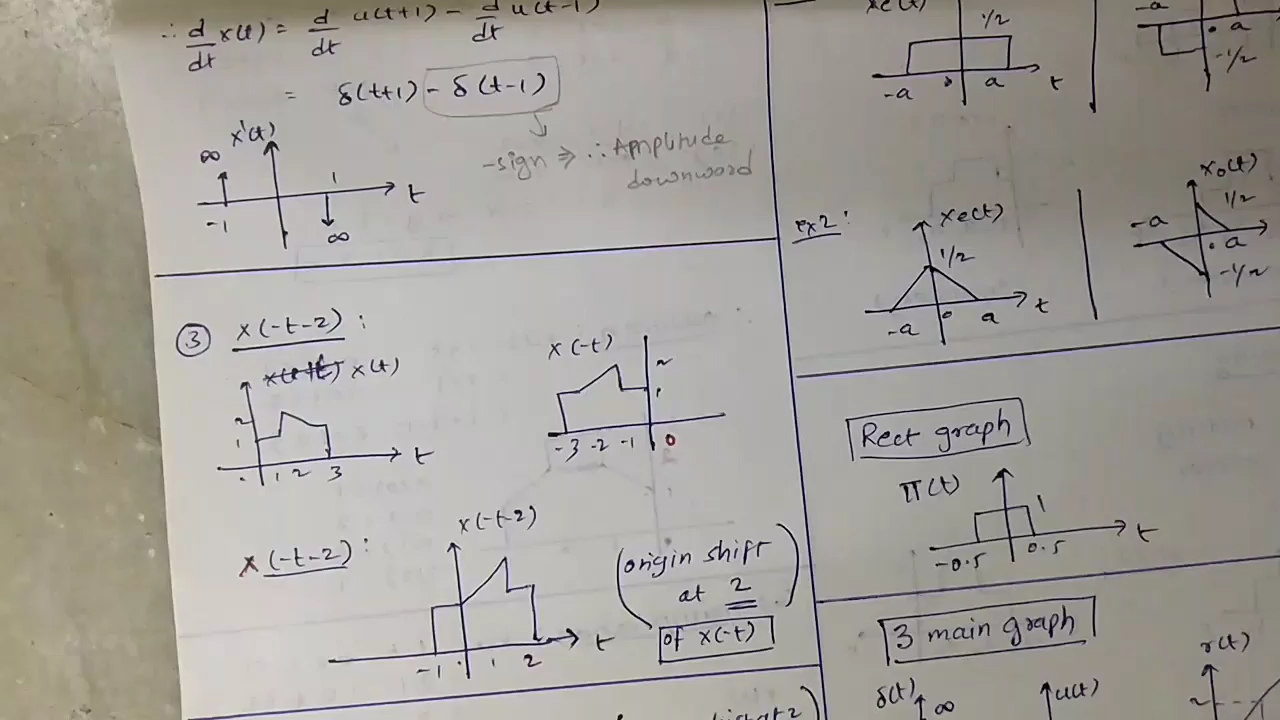 ∴ d/dt x(t) = d/dt u(t+1) - d/dt u(t-1)
= δ(t+1) - δ(t-1)
-sign ⇒ ∴ Amplitude
downword
x'(t)
∞
-1
1
t
∞
③ x(-t-2) :
x(t)
2
1
1 2 3
t
x(-t)
2
1
-3 -2 -1 0
x (-t-2) :
x(-t-2)
-1 1 2
t
(origin shift
at 2
of x(-t)
xe(t)
1/2
-a
a
t
-a
a
-1/2
ex2 :
xe(t)
1/2
-a
0
a
t
xo(t)
1/2
-a
a
-1/2
Rect graph
Π(t)
1
-0.5
0.5
t
3 main graph
δ(t)
∞
u(t)
r(t)
2